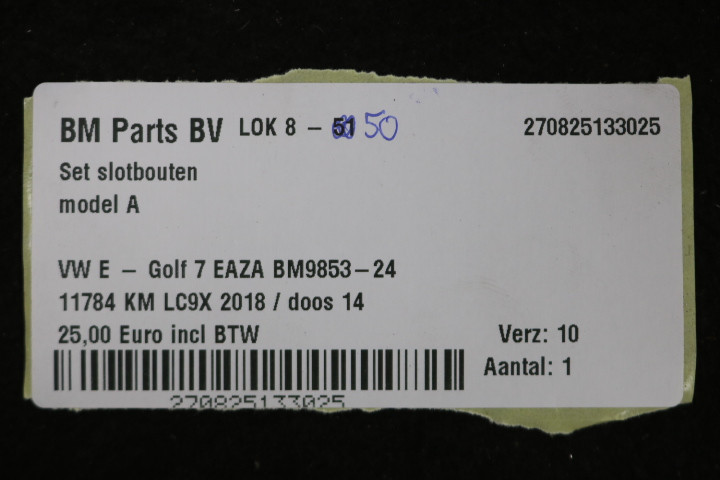 BM Parts BV LOK 8 - 51 50 270825133025
Set slotbouten
model A
VW E - Golf 7 EAZA BM9853-24
11784 KM LC9X 2018 / doos 14
25,00 Euro incl BTW Verz: 10
Aantal: 1
270825133025